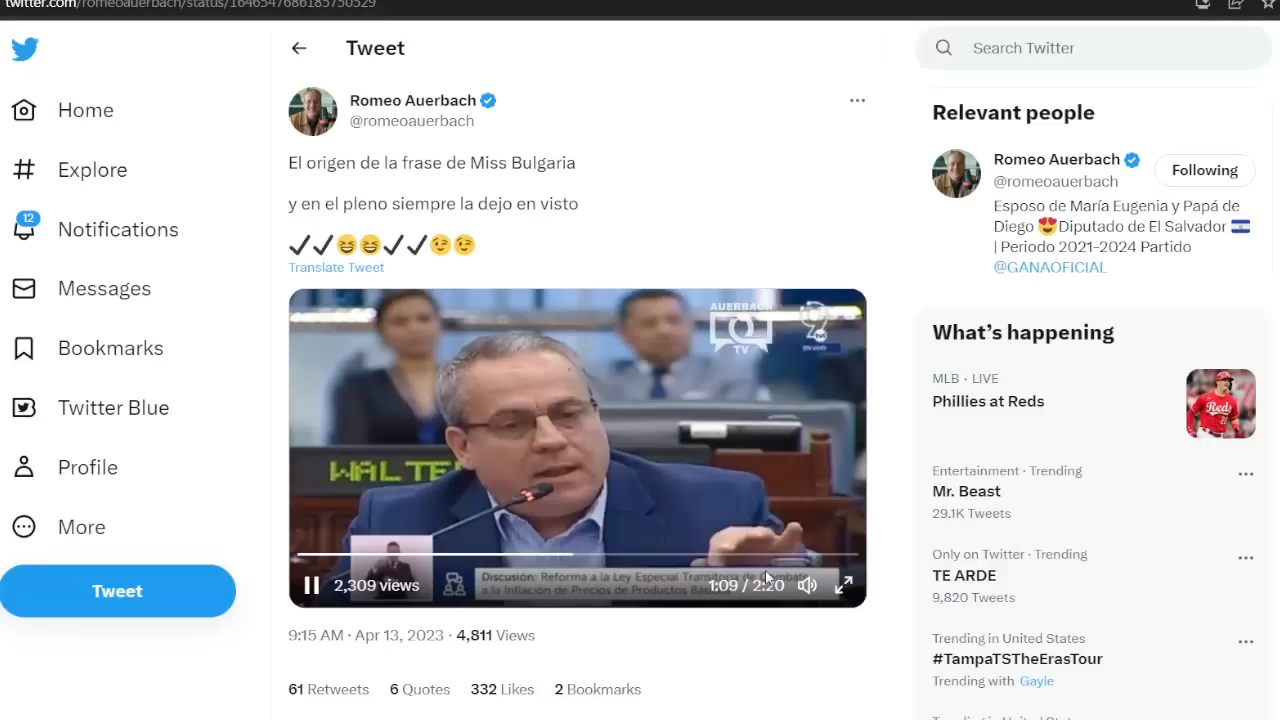 twitter.com/romeoauerbach/status/1646547686185750529
Home
Explore
12
Notifications
Messages
Bookmarks
Twitter Blue
Profile
More
Tweet
Tweet
Romeo Auerbach
@romeoauerbach
El origen de la frase de Miss Bulgaria
y en el pleno siempre la dejo en visto
Translate Tweet
AUERBACH
TV
WALTE
Discusión: Reforma a la Ley Especial Transitoria de Combate
a la Inflación de Precios de Productos Básicos
2,309 views
1:09 / 2:20
9:15 AM · Apr 13, 2023 · 4,811 Views
61 Retweets 6 Quotes 332 Likes 2 Bookmarks
Search Twitter
Relevant people
Romeo Auerbach
@romeoauerbach
Following
Esposo de María Eugenia y Papá de
Diego 😍Diputado de El Salvador 🇸🇻
| Periodo 2021-2024 Partido
@GANAOFICIAL
What's happening
MLB · LIVE
Phillies at Reds
Reds
Entertainment · Trending
Mr. Beast
29.1K Tweets
Only on Twitter · Trending
TE ARDE
9,820 Tweets
Trending in United States
#TampaTSTheErasTour
Trending with Gayle